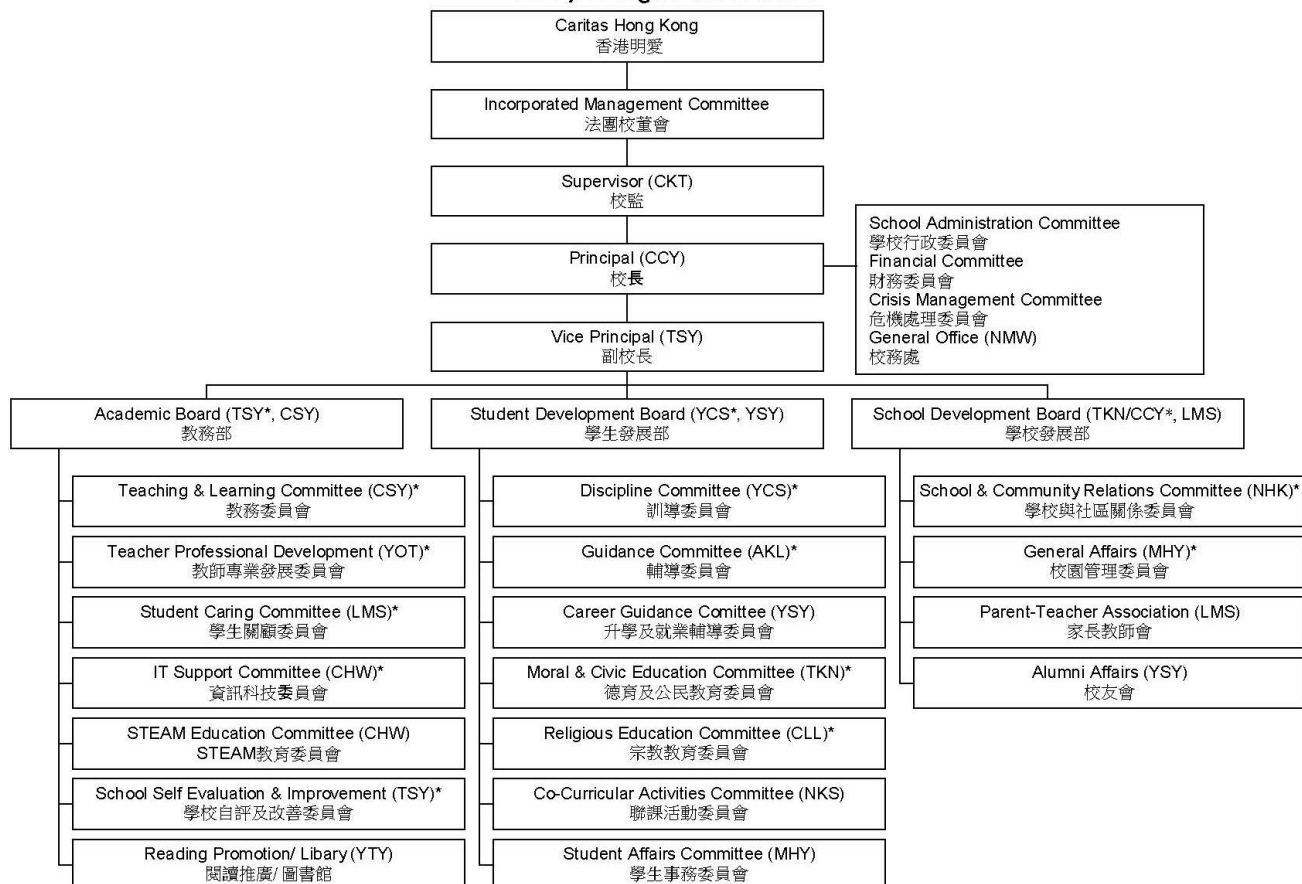 Caritas Hong Kong
香港明愛
Incorporated Management Committee
法團校董會
Supervisor (CKT)
校監
Principal (CCY)
校長
School Administration Committee
學校行政委員會
Financial Committee
財務委員會
Crisis Management Committee
危機處理委員會
General Office (NMW)
校務處
Vice Principal (TSY)
副校長
Academic Board (TSY*, CSY)
教務部
Teaching & Learning Committee (CSY)*
教務委員會
Teacher Professional Development (YOT)*
教師專業發展委員會
Student Caring Committee (LMS)*
學生關顧委員會
IT Support Committee (CHW)*
資訊科技委員會
STEAM Education Committee (CHW)
STEAM教育委員會
School Self Evaluation & Improvement (TSY)*
學校自評及改善委員會
Reading Promotion/ Libary (YTY)
閱讀推廣/ 圖書館
Student Development Board (YCS*, YSY)
學生發展部
Discipline Committee (YCS)*
訓導委員會
Guidance Committee (AKL)*
輔導委員會
Career Guidance Comittee (YSY)
升學及就業輔導委員會
Moral & Civic Education Committee (TKN)*
德育及公民教育委員會
Religious Education Committee (CLL)*
宗教教育委員會
Co-Curricular Activities Committee (NKS)
聯課活動委員會
Student Affairs Committee (MHY)
學生事務委員會
School Development Board (TKN/CCY*, LMS)
學校發展部
School & Community Relations Committee (NHK)*
學校與社區關係委員會
General Affairs (MHY)*
校園管理委員會
Parent-Teacher Association (LMS)
家長教師會
Alumni Affairs (YSY)
校友會